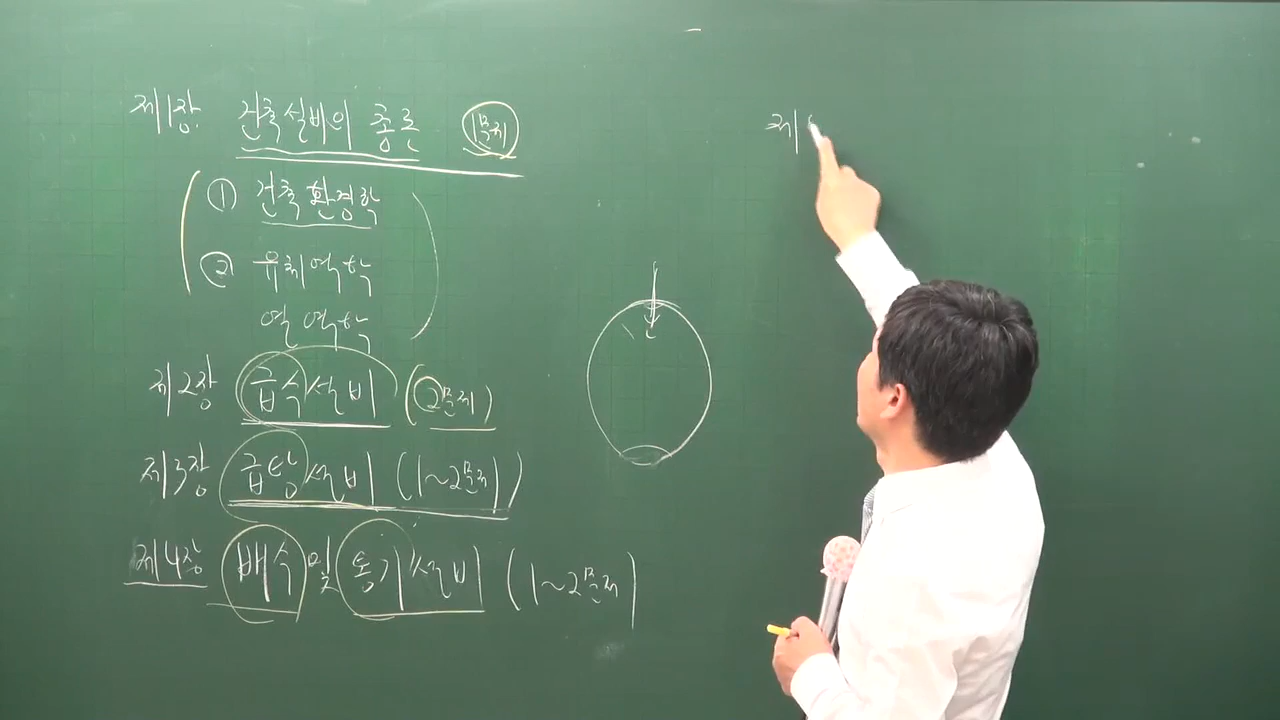 제1장 건축설비의 총론 1문제
① 건축환경학
② 유체역학
열역학
제2장 급수설비 (2문제)
제3장 급탕설비 (1~2문제)
제4장 배수 및 통기설비 (1~2문제)
제